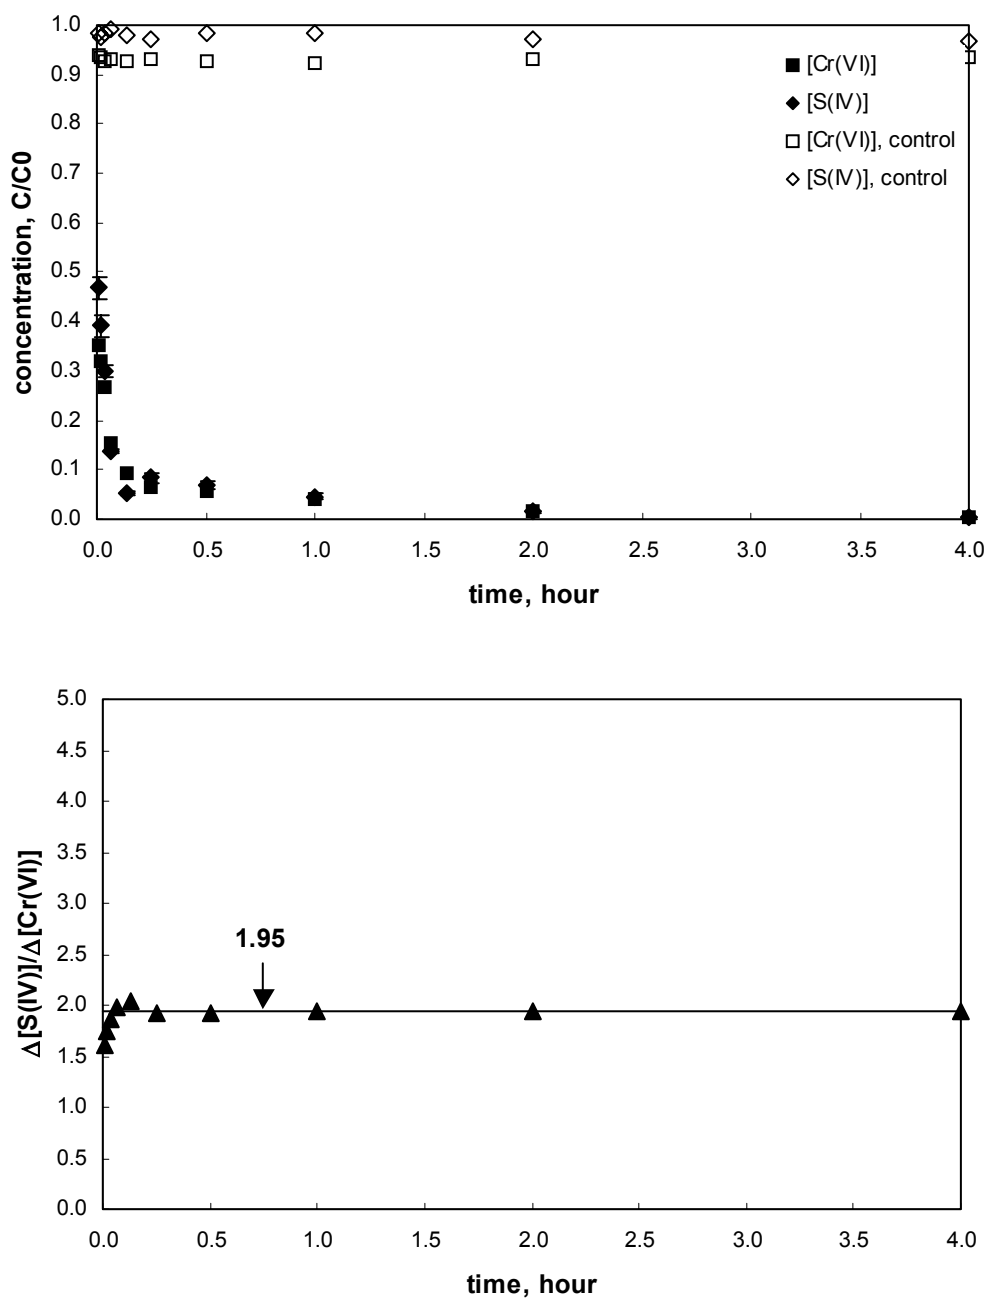 1.0
0.9
0.8
0.7
0.6
0.5
0.4
0.3
0.2
0.1
0.0
concentration, C/C0
[Cr(VI)]
[S(IV)]
[Cr(VI)], control
[S(IV)], control
0.0 0.5 1.0 1.5 2.0 2.5 3.0 3.5 4.0
time, hour
5.0
4.5
4.0
3.5
3.0
2.5
2.0
1.5
1.0
0.5
0.0
Δ[S(IV)]/Δ[Cr(VI)]
1.95
0.0 0.5 1.0 1.5 2.0 2.5 3.0 3.5 4.0
time, hour